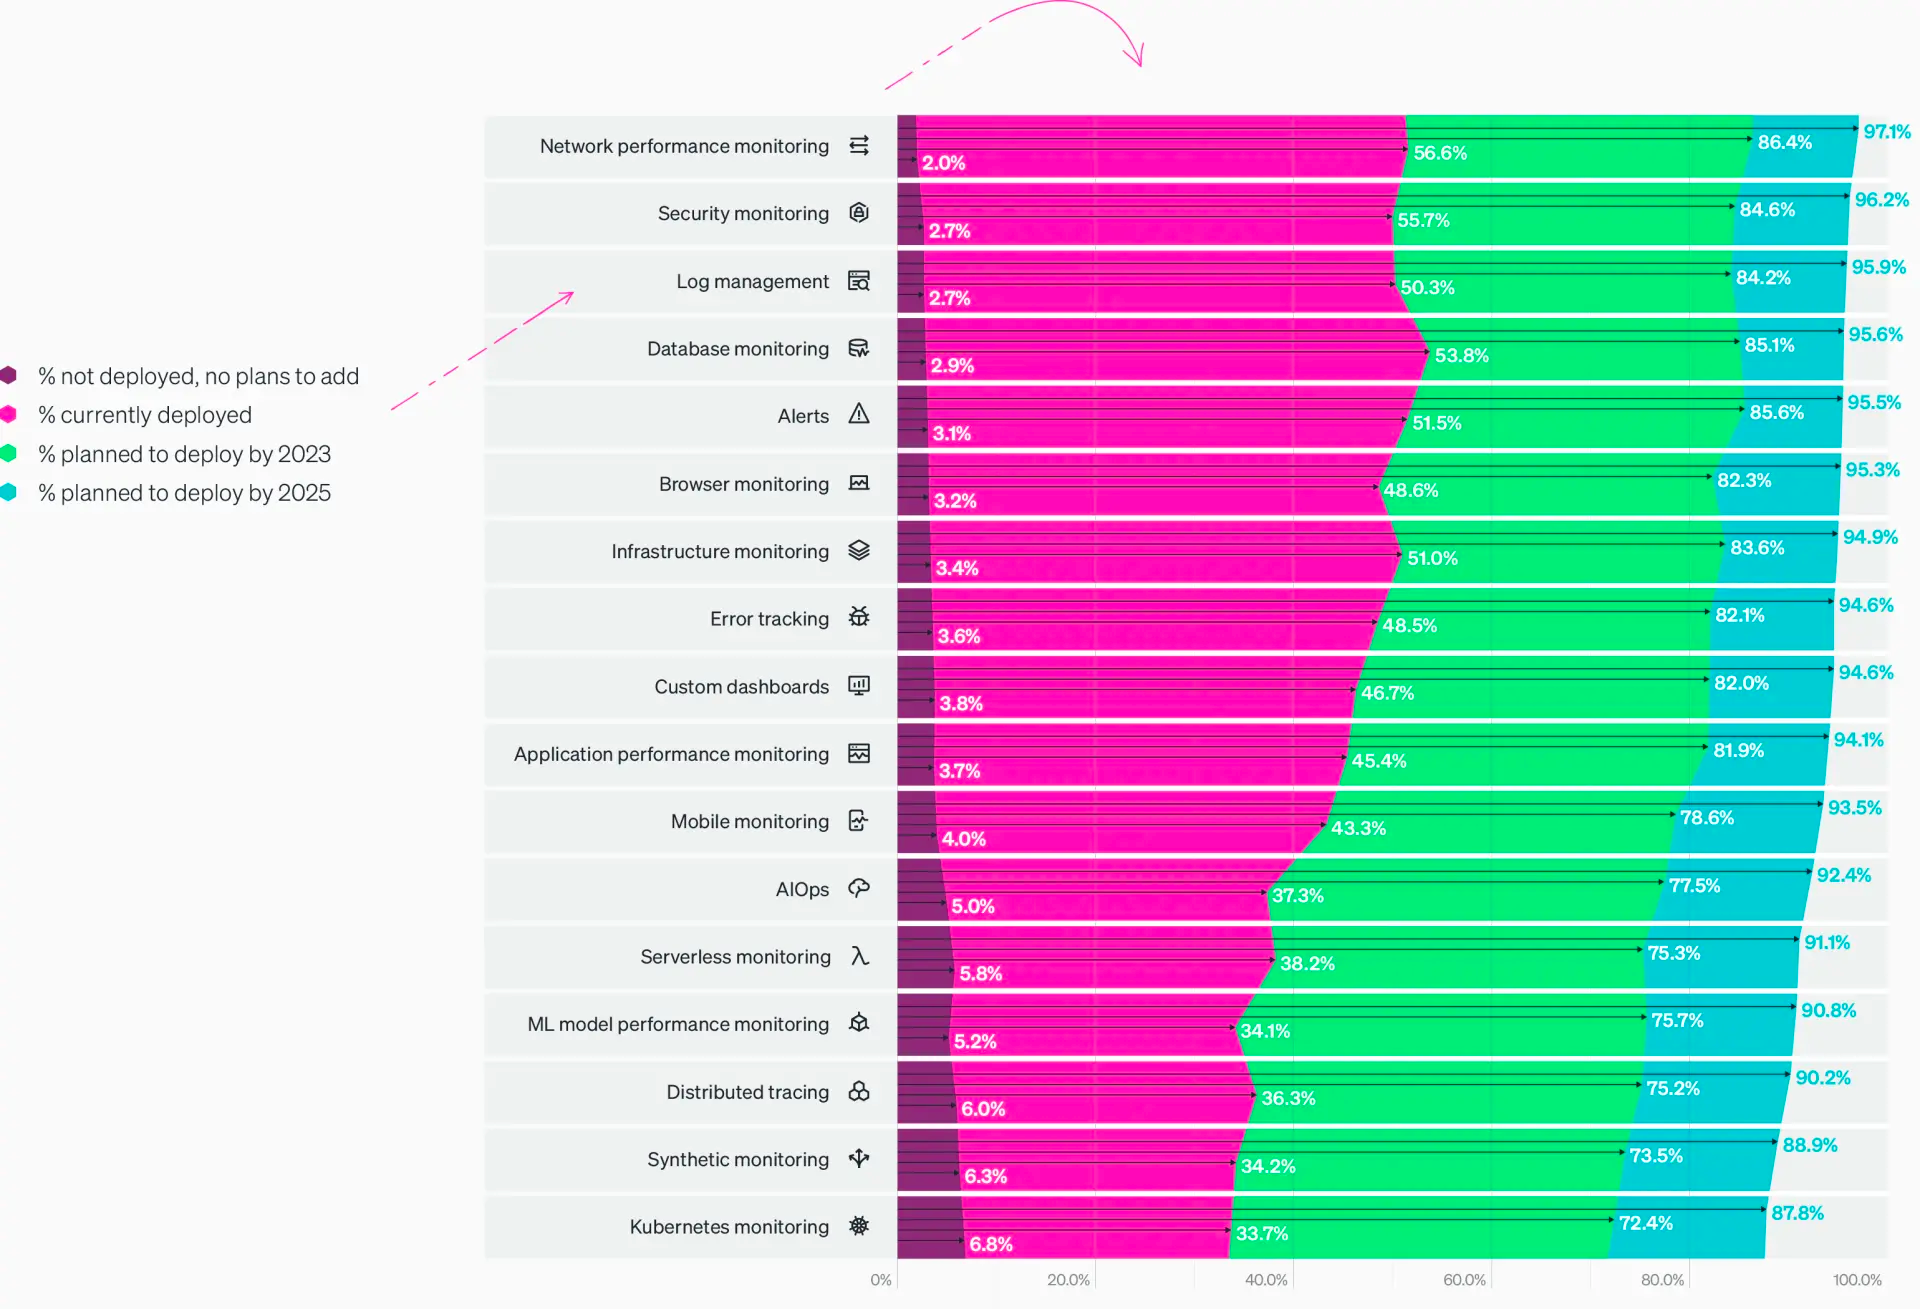 % not deployed, no plans to add
% currently deployed
% planned to deploy by 2023
% planned to deploy by 2025
Network performance monitoring 2.0% 56.6% 86.4% 97.1%
Security monitoring 2.7% 55.7% 84.6% 96.2%
Log management 2.7% 50.3% 84.2% 95.9%
Database monitoring 2.9% 53.8% 85.1% 95.6%
Alerts 3.1% 51.5% 85.6% 95.5%
Browser monitoring 3.2% 48.6% 82.3% 95.3%
Infrastructure monitoring 3.4% 51.0% 83.6% 94.9%
Error tracking 3.6% 48.5% 82.1% 94.6%
Custom dashboards 3.8% 46.7% 82.0% 94.6%
Application performance monitoring 3.7% 45.4% 81.9% 94.1%
Mobile monitoring 4.0% 43.3% 78.6% 93.5%
AIOps 5.0% 37.3% 77.5% 92.4%
Serverless monitoring 5.8% 38.2% 75.3% 91.1%
ML model performance monitoring 5.2% 34.1% 75.7% 90.8%
Distributed tracing 6.0% 36.3% 75.2% 90.2%
Synthetic monitoring 6.3% 34.2% 73.5% 88.9%
Kubernetes monitoring 6.8% 33.7% 72.4% 87.8%
0% 20.0% 40.0% 60.0% 80.0% 100.0%